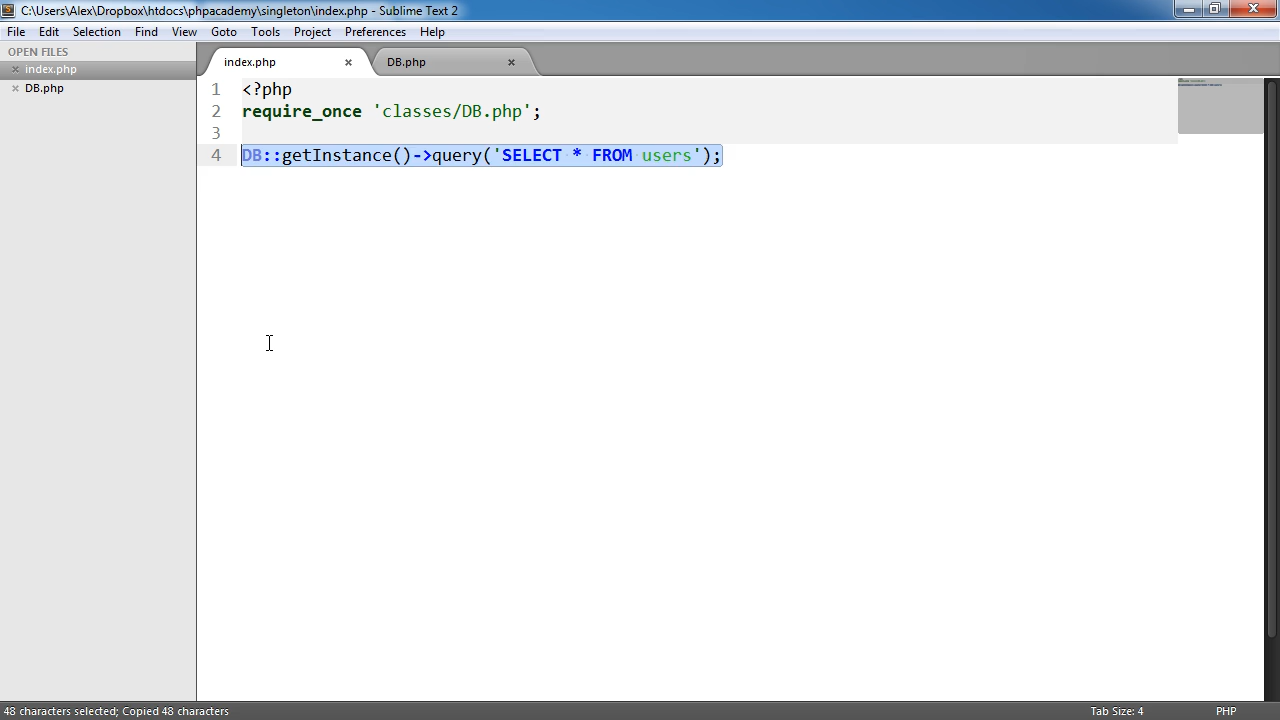 C:\Users\Alex\Dropbox\htdocs\phpacademy\singleton\index.php - Sublime Text 2
File Edit Selection Find View Goto Tools Project Preferences Help
OPEN FILES
index.php
DB.php
index.php DB.php
1 <?php
2 require_once 'classes/DB.php';
3
4 DB::getInstance()->query('SELECT * FROM users');
48 characters selected; Copied 48 characters Tab Size: 4 PHP